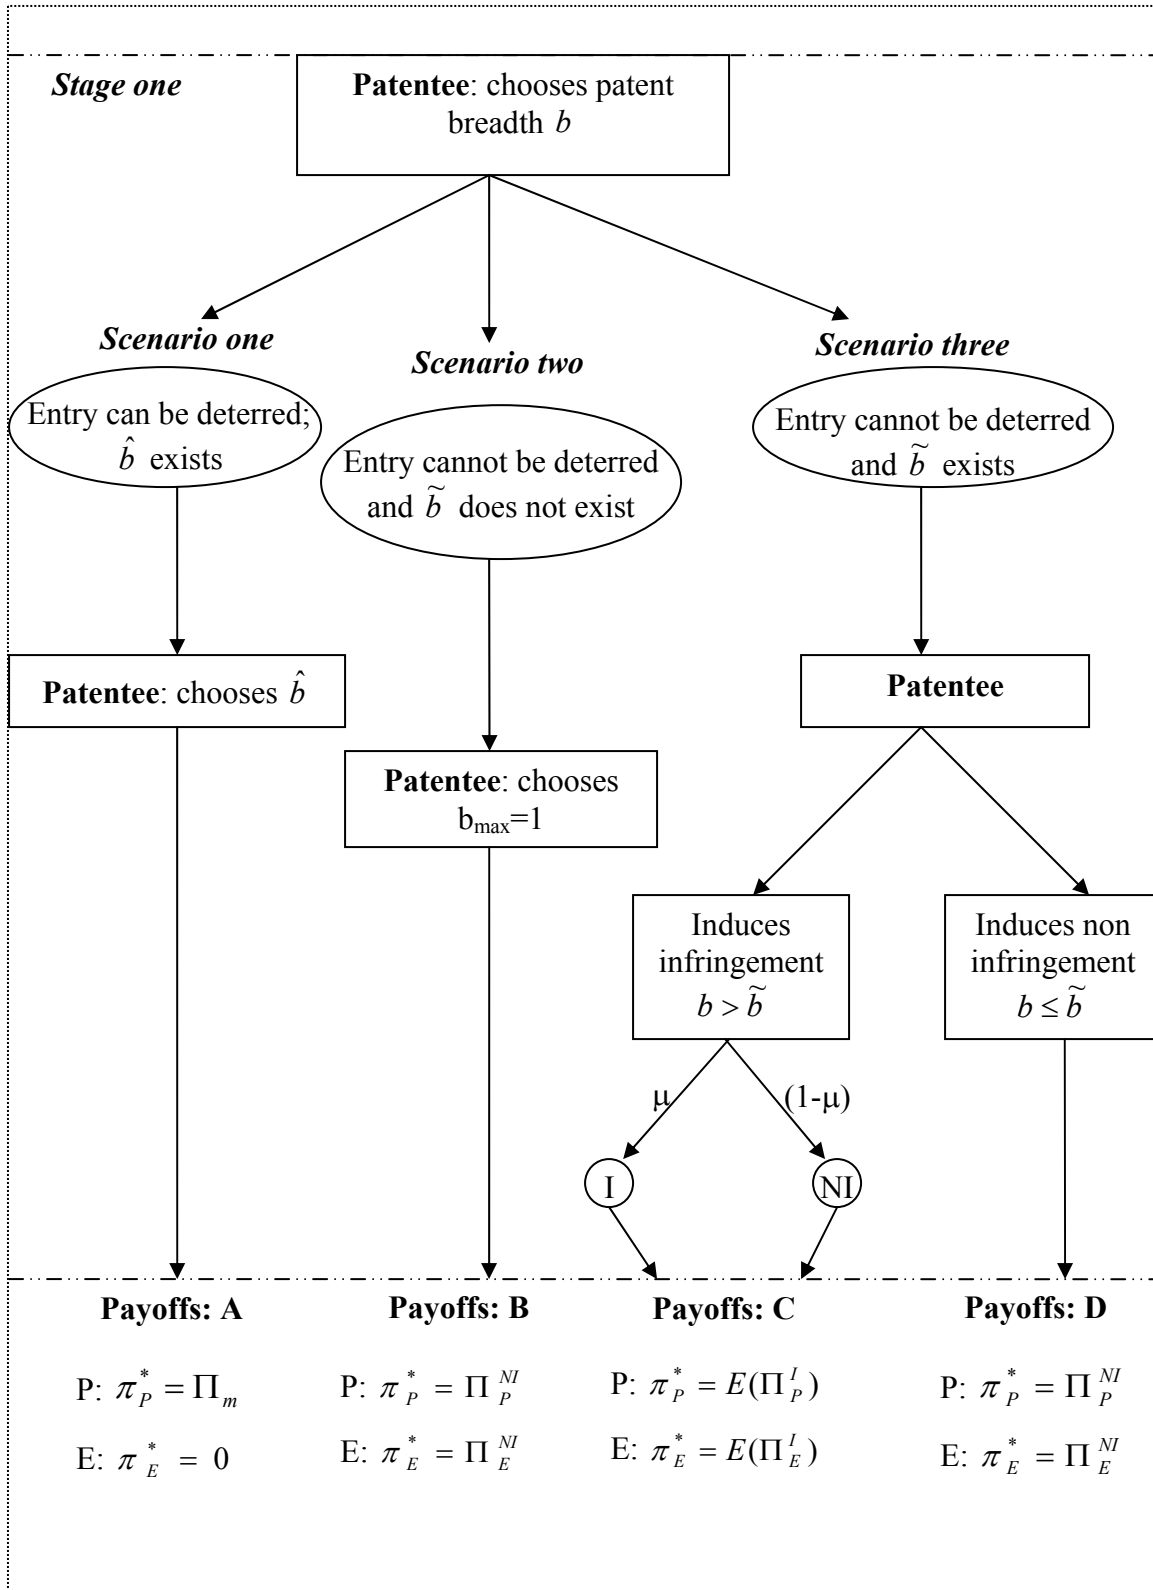 Stage one
Patentee: chooses patent
breadth b
Scenario one
Entry can be deterred;
b̂ exists
Scenario two
Entry cannot be deterred
and b̃ does not exist
Scenario three
Entry cannot be deterred
and b̃ exists
Patentee: chooses b̂
Patentee: chooses
b_max=1
Patentee
Induces
infringement
b > b̃
Induces non
infringement
b ≤ b̃
μ
(1-μ)
I
NI
Payoffs: A
P: π*_P = Π_m
E: π*_E = 0
Payoffs: B
P: π*_P = Π^NI_P
E: π*_E = Π^NI_E
Payoffs: C
P: π*_P = E(Π^I_P)
E: π*_E = E(Π^I_E)
Payoffs: D
P: π*_P = Π^NI_P
E: π*_E = Π^NI_E